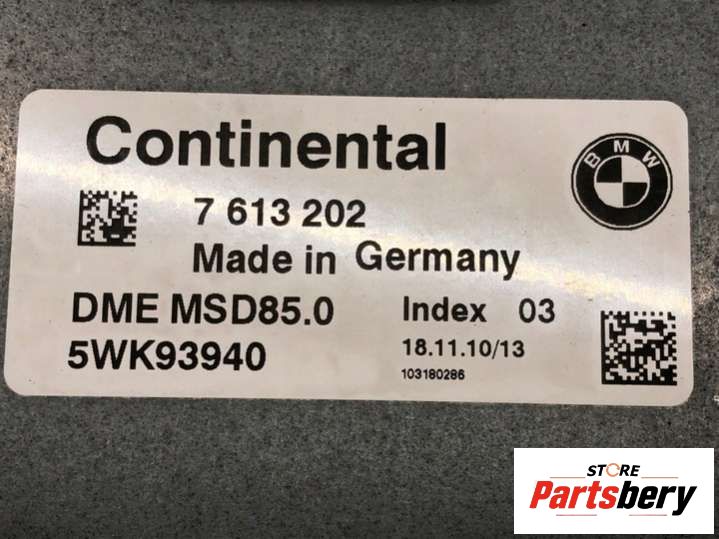 Continental
BMW
7 613 202
Made in Germany
DME MSD85.0 Index 03
5WK93940 18.11.10/13
103180286
STORE
Partsbery